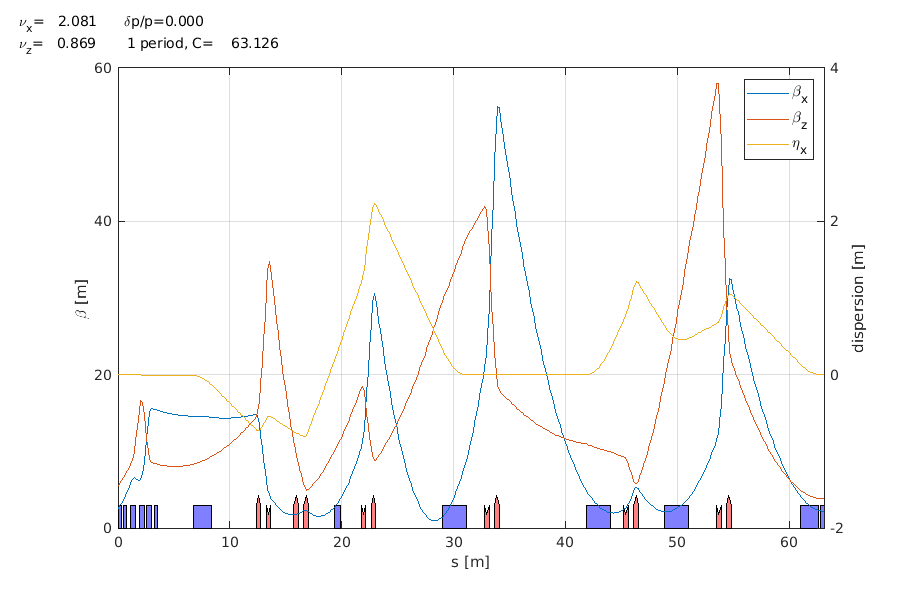 νx= 2.081 δp/p=0.000
νz= 0.869 1 period, C= 63.126
60 4
βx
βz
ηx
40 2
β [m]
dispersion [m]
20 0
0 -2
0 10 20 30 40 50 60
s [m]